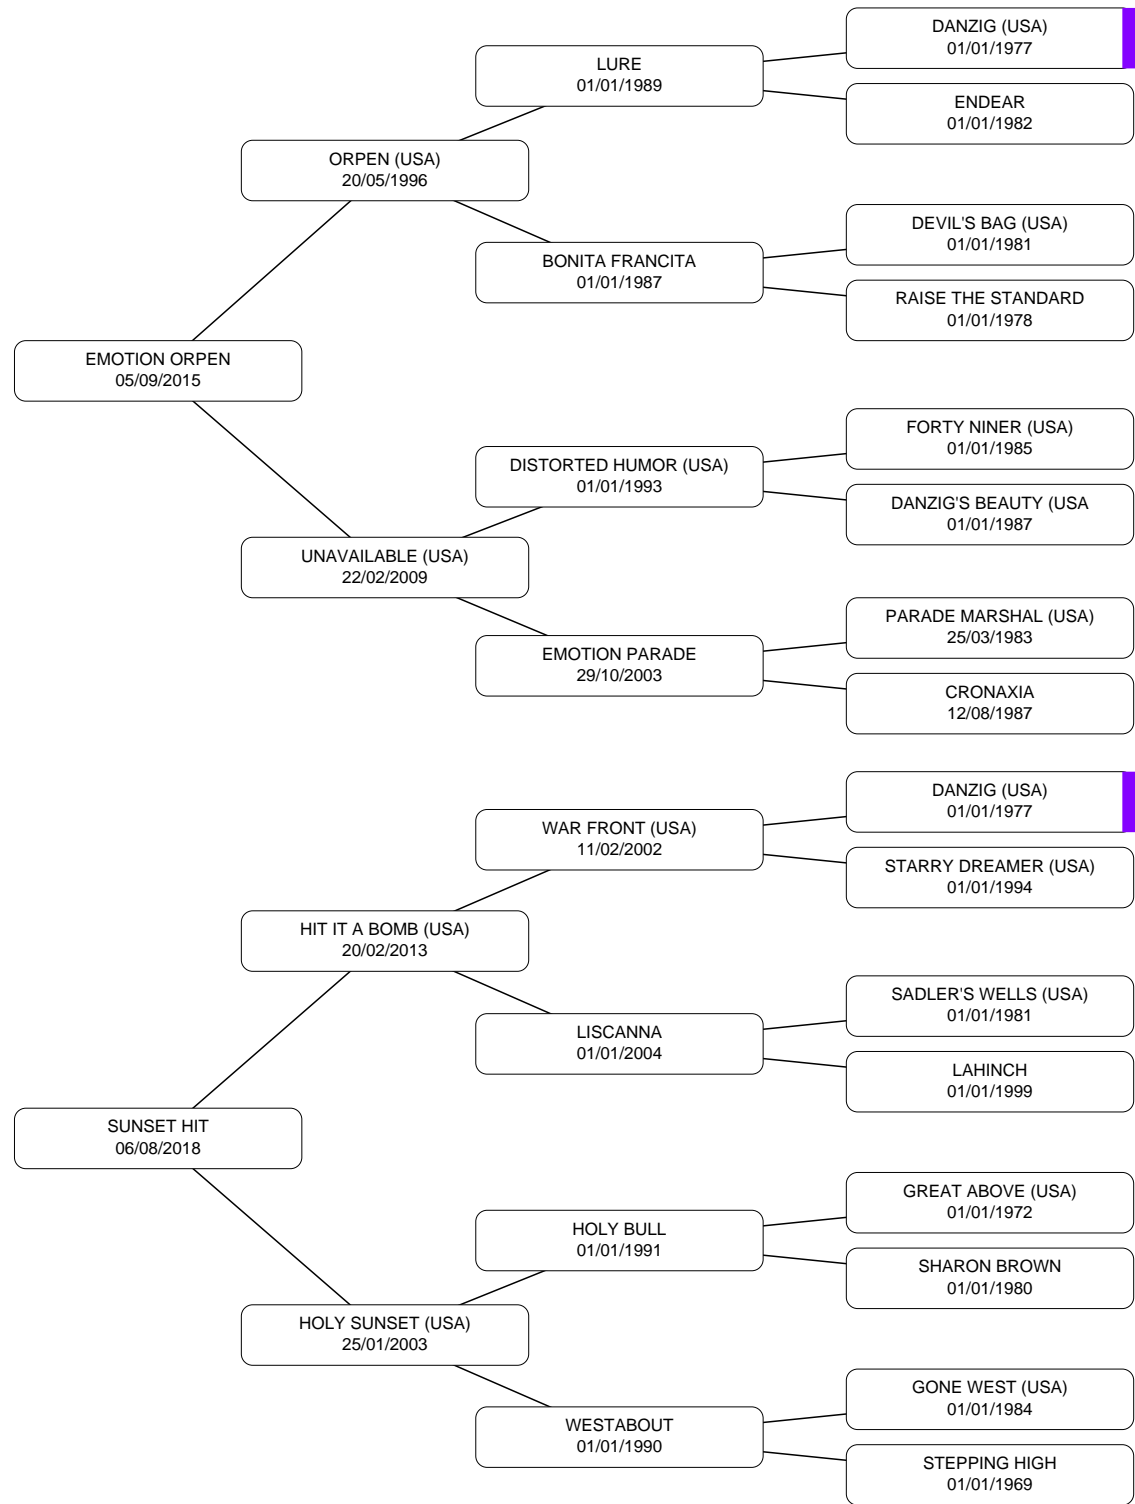 DANZIG (USA)
01/01/1977
LURE
01/01/1989
ENDEAR
01/01/1982
ORPEN (USA)
20/05/1996
DEVIL'S BAG (USA)
01/01/1981
BONITA FRANCITA
01/01/1987
RAISE THE STANDARD
01/01/1978
EMOTION ORPEN
05/09/2015
FORTY NINER (USA)
01/01/1985
DISTORTED HUMOR (USA)
01/01/1993
DANZIG'S BEAUTY (USA
01/01/1987
UNAVAILABLE (USA)
22/02/2009
PARADE MARSHAL (USA)
25/03/1983
EMOTION PARADE
29/10/2003
CRONAXIA
12/08/1987
DANZIG (USA)
01/01/1977
WAR FRONT (USA)
11/02/2002
STARRY DREAMER (USA)
01/01/1994
HIT IT A BOMB (USA)
20/02/2013
SADLER'S WELLS (USA)
01/01/1981
LISCANNA
01/01/2004
LAHINCH
01/01/1999
SUNSET HIT
06/08/2018
GREAT ABOVE (USA)
01/01/1972
HOLY BULL
01/01/1991
SHARON BROWN
01/01/1980
HOLY SUNSET (USA)
25/01/2003
GONE WEST (USA)
01/01/1984
WESTABOUT
01/01/1990
STEPPING HIGH
01/01/1969